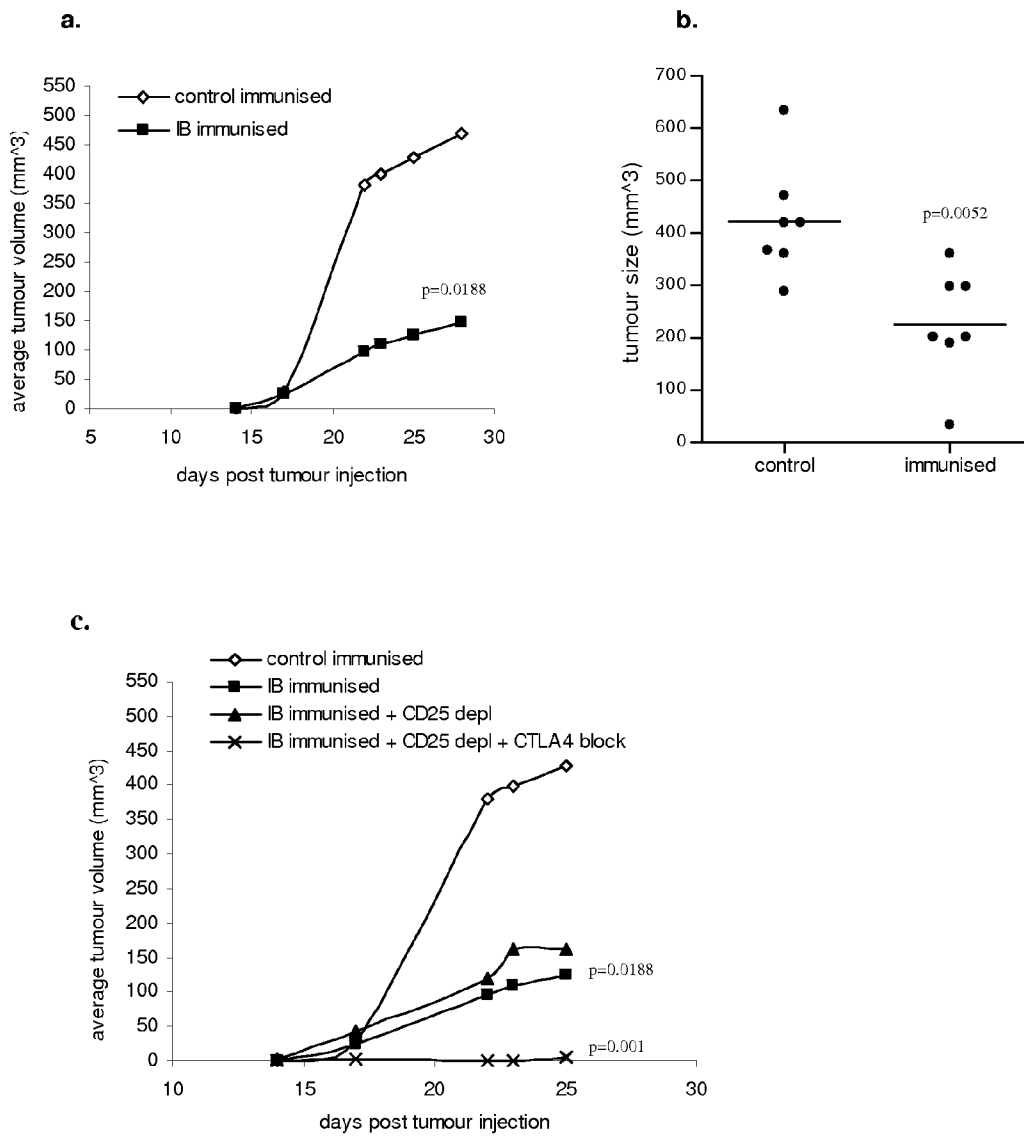 a.
550
500
450
400
350
300
250
200
150
100
50
0
average tumour volume (mm^3)
control immunised
IB immunised
p=0.0188
5
10
15
20
25
30
days post tumour injection
b.
700
600
500
400
300
200
100
0
tumour size (mm^3)
p=0.0052
control
immunised
c.
control immunised
IB immunised
IB immunised + CD25 depl
IB immunised + CD25 depl + CTLA4 block
550
500
450
400
350
300
250
200
150
100
50
0
average tumour volume (mm^3)
p=0.0188
p=0.001
10
15
20
25
30
days post tumour injection